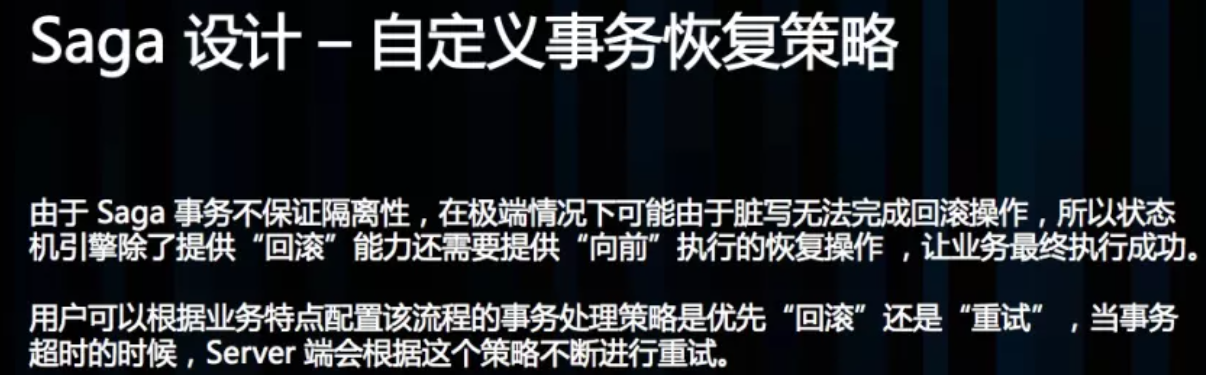 Saga 设计 – 自定义事务恢复策略
由于 Saga 事务不保证隔离性，在极端情况下可能由于脏写无法完成回滚操作，所以状态
机引擎除了提供“回滚”能力还需要提供“向前”执行的恢复操作 ，让业务最终执行成功。
用户可以根据业务特点配置该流程的事务处理策略是优先“回滚”还是“重试” ，当事务
超时的时候，Server 端会根据这个策略不断进行重试。